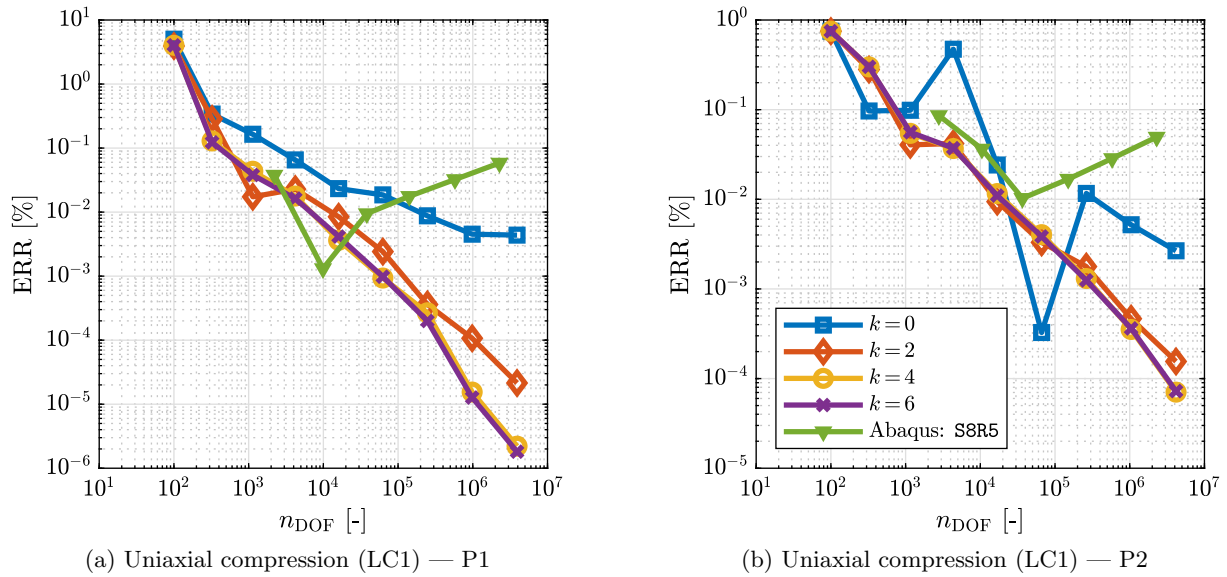 10^1
10^0
10^-1
10^-2
10^-3
10^-4
10^-5
10^-6
ERR [%]
10^1 10^2 10^3 10^4 10^5 10^6 10^7
n_DOF [-]
(a) Uniaxial compression (LC1) — P1
10^0
10^-1
10^-2
10^-3
10^-4
10^-5
ERR [%]
k = 0
k = 2
k = 4
k = 6
Abaqus: S8R5
10^1 10^2 10^3 10^4 10^5 10^6 10^7
n_DOF [-]
(b) Uniaxial compression (LC1) — P2